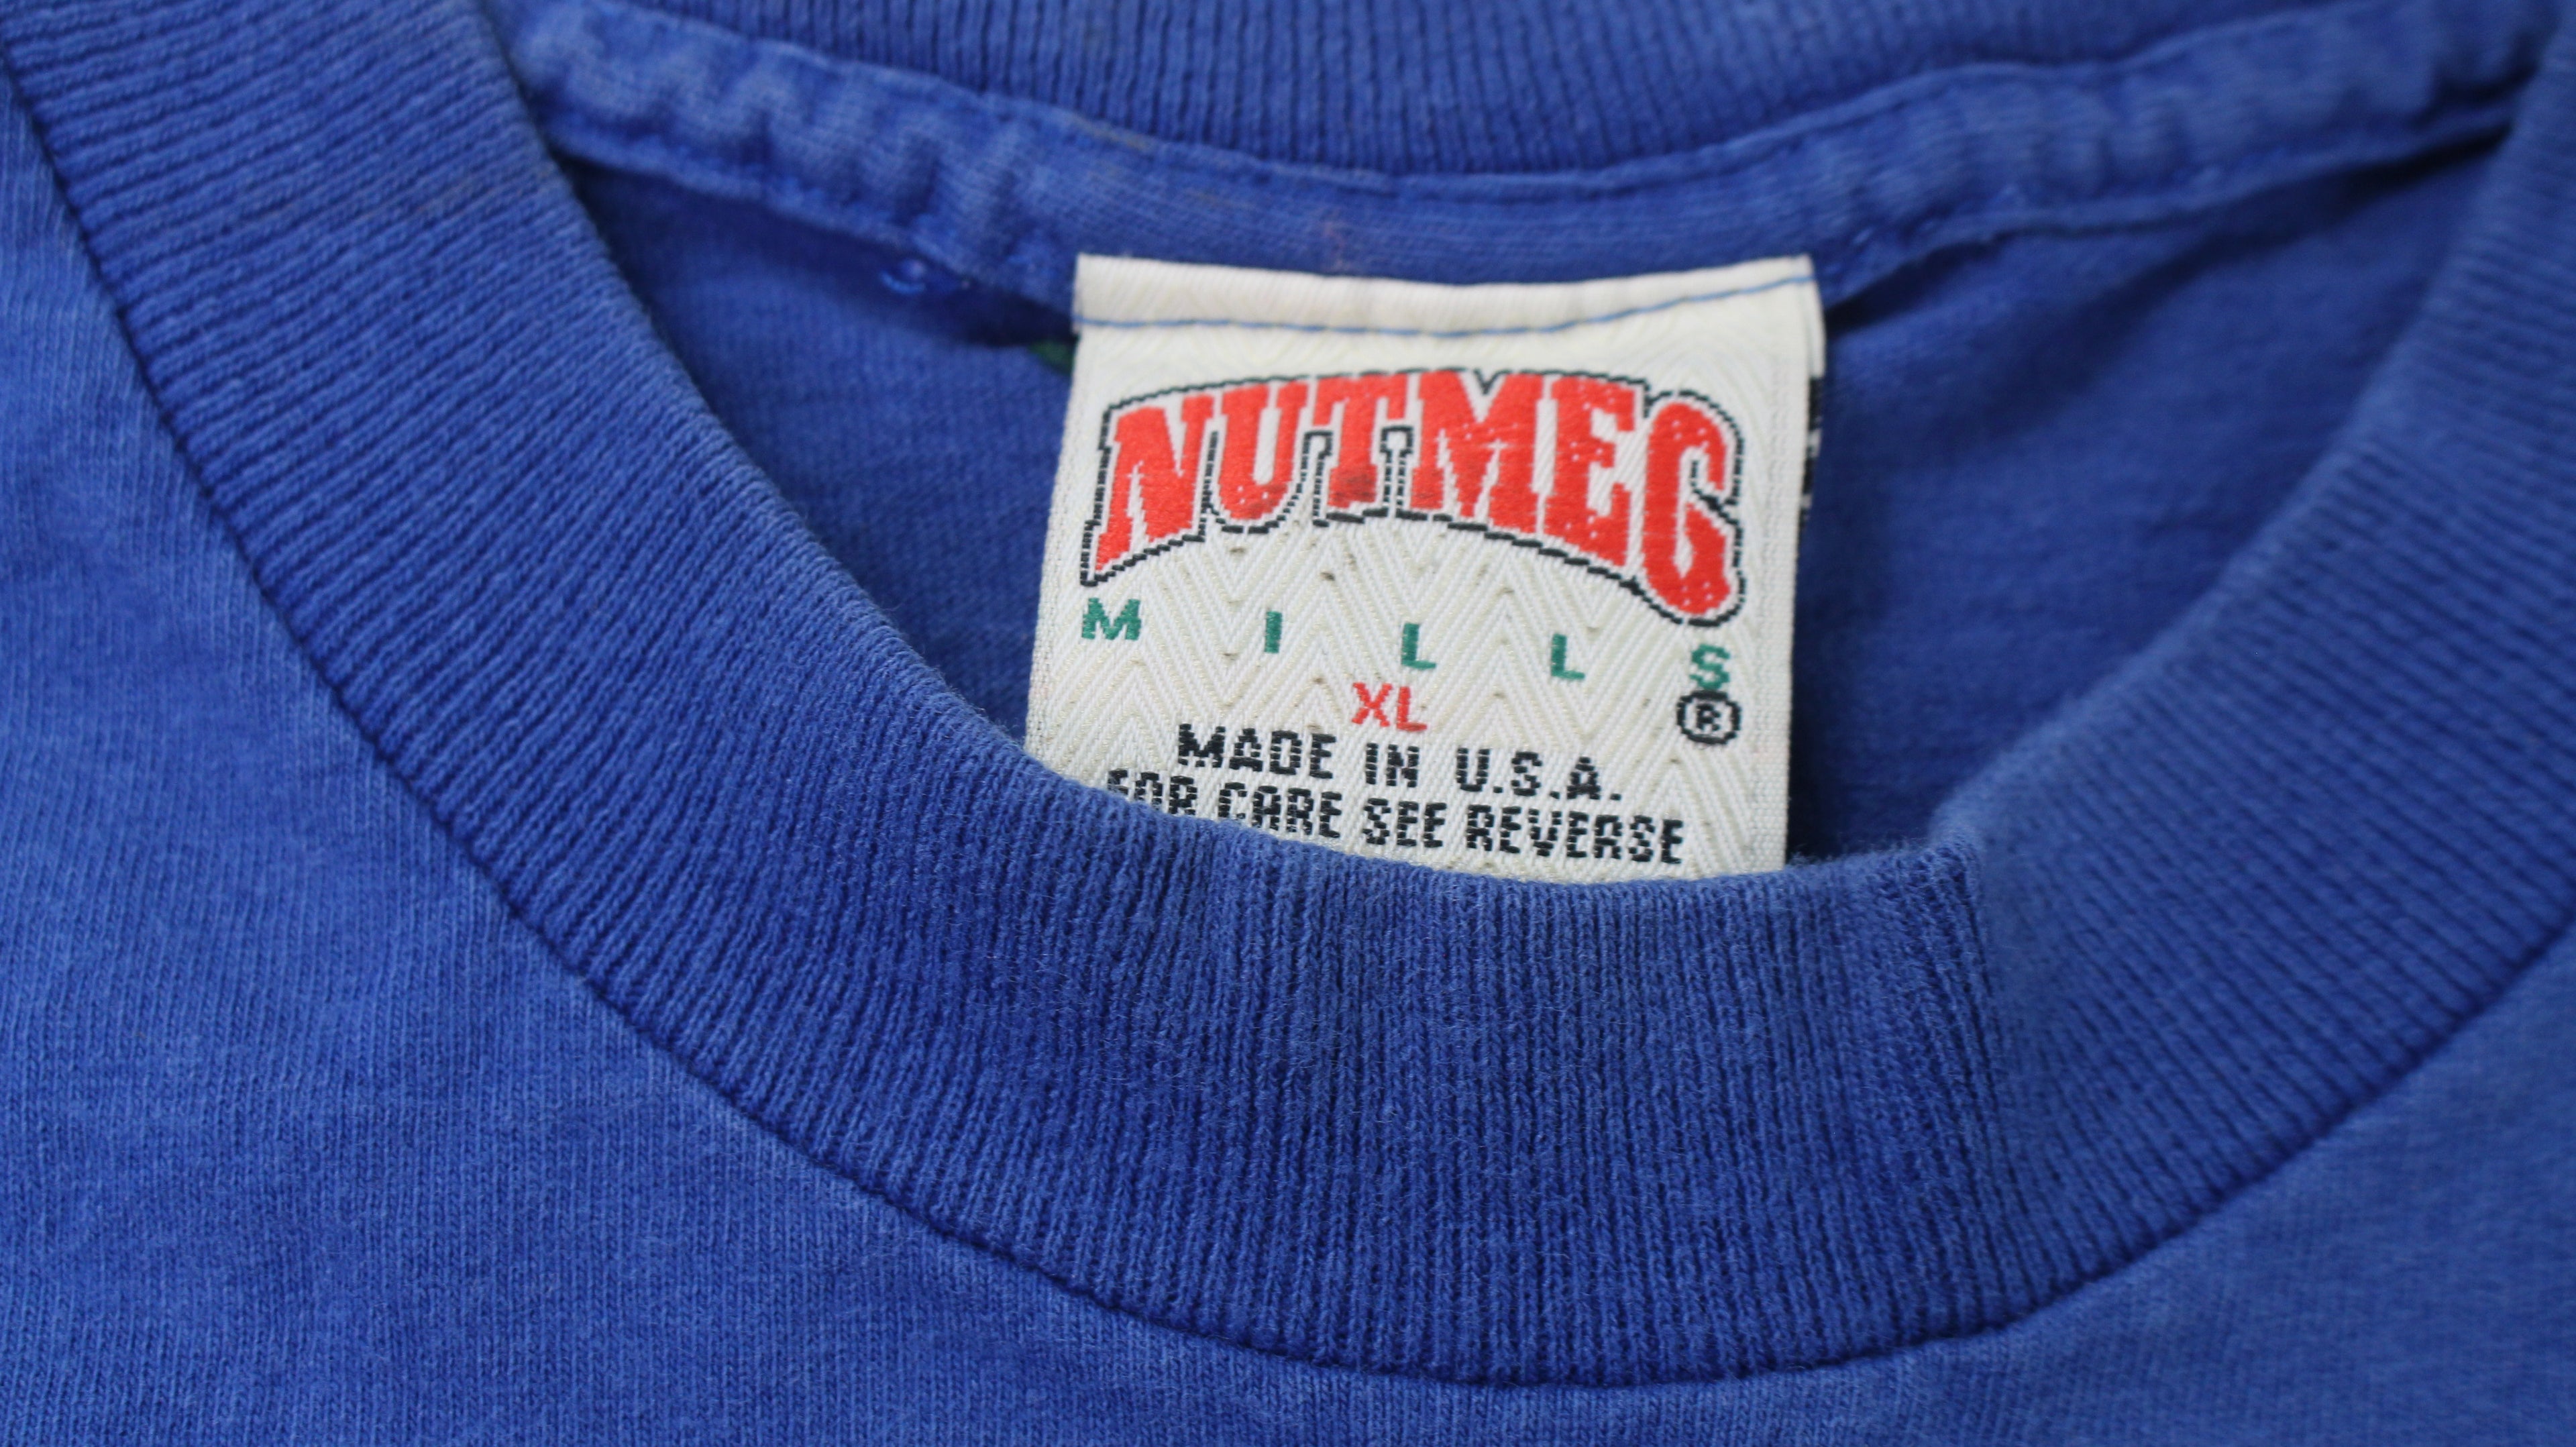 NUTMEG
MILLS
XL
®
MADE IN U.S.A.
FOR CARE SEE REVERSE